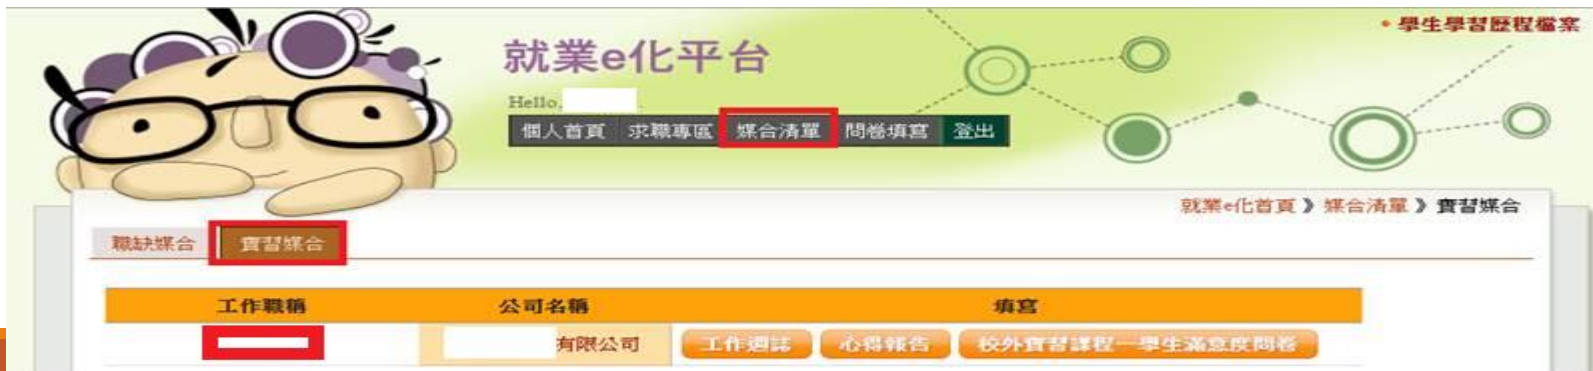 • 學生學習歷程檔案
就業e化平台
Hello,
個人首頁 求職專區 媒合清單 問卷填寫 登出
就業e化首頁 》 媒合清單 》 實習媒合
職缺媒合 實習媒合
工作職稱 公司名稱 填寫
有限公司 工作週誌 心得報告 校外實習課程一學生滿意度問卷